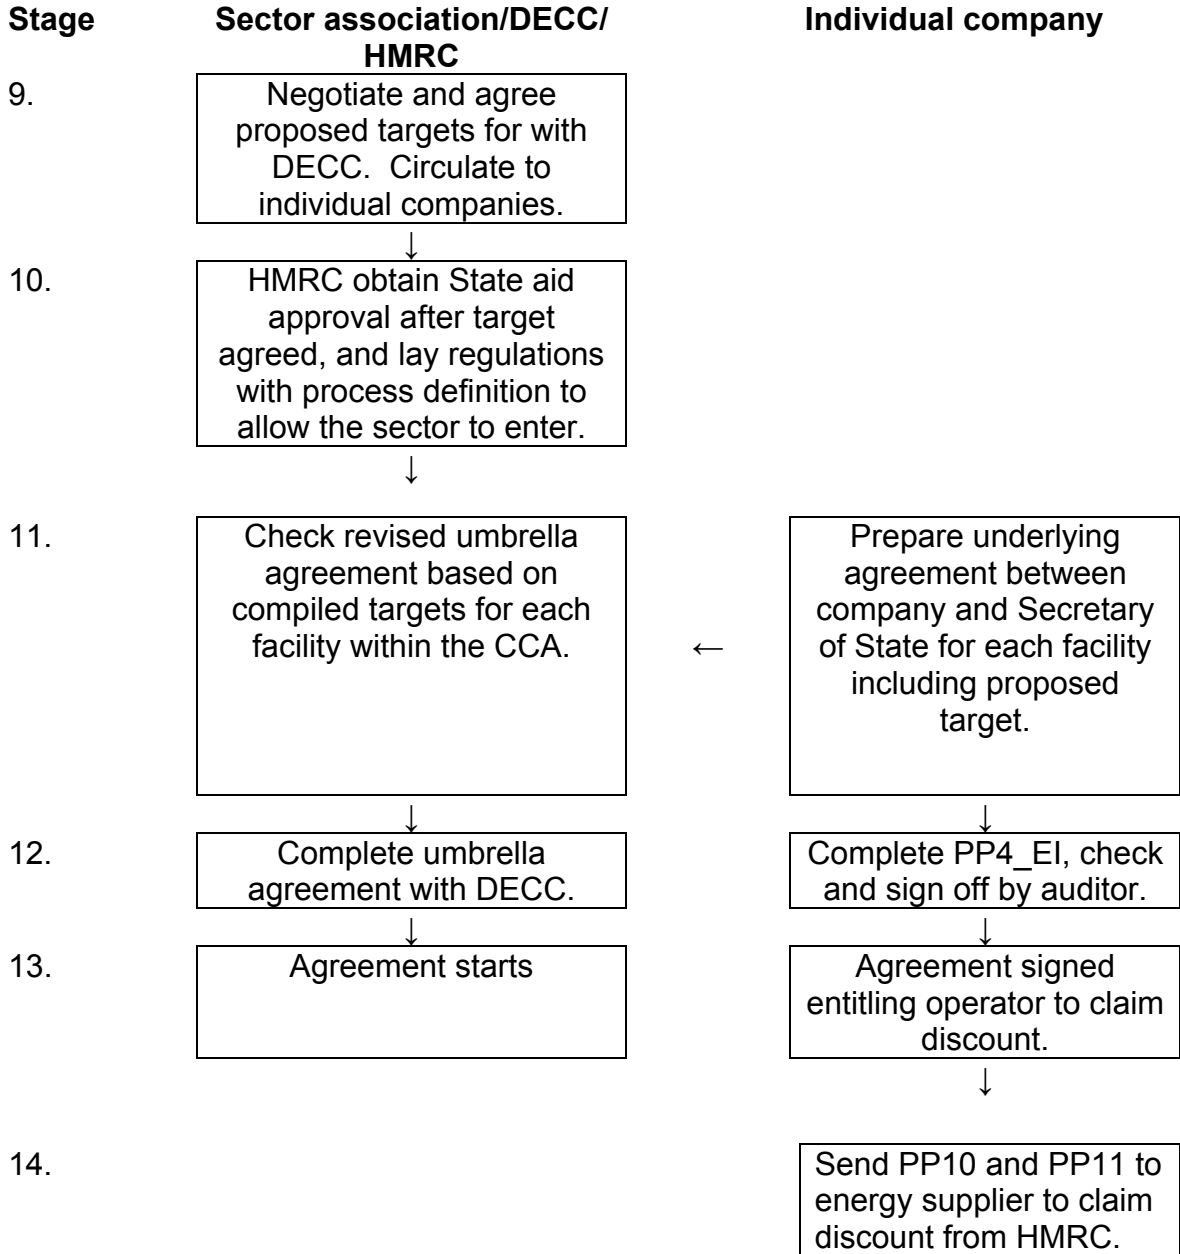 Stage
Sector association/DECC/
HMRC
Individual company
9.
Negotiate and agree
proposed targets for with
DECC.  Circulate to
individual companies.
↓
10.
HMRC obtain State aid
approval after target
agreed, and lay regulations
with process definition to
allow the sector to enter.
↓
11.
Check revised umbrella
agreement based on
compiled targets for each
facility within the CCA.
←
Prepare underlying
agreement between
company and Secretary
of State for each facility
including proposed
target.
↓
↓
12.
Complete umbrella
agreement with DECC.
Complete PP4_EI, check
and sign off by auditor.
↓
↓
13.
Agreement starts
Agreement signed
entitling operator to claim
discount.
↓
14.
Send PP10 and PP11 to
energy supplier to claim
discount from HMRC.